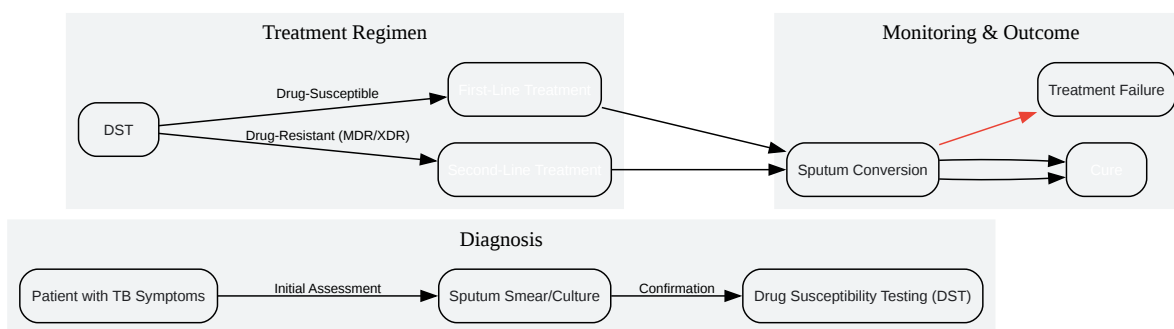 Treatment Regimen
DST
Drug-Susceptible
Drug-Resistant (MDR/XDR)
First-Line Treatment
Second-Line Treatment
Monitoring & Outcome
Treatment Failure
Sputum Conversion
Cure
Diagnosis
Patient with TB Symptoms
Initial Assessment
Sputum Smear/Culture
Confirmation
Drug Susceptibility Testing (DST)